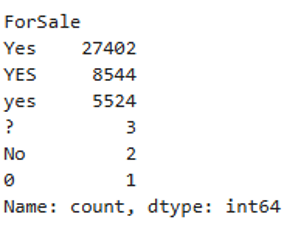 ForSale
Yes    27402
YES     8544
yes     5524
?          3
No         2
0          1
Name: count, dtype: int64